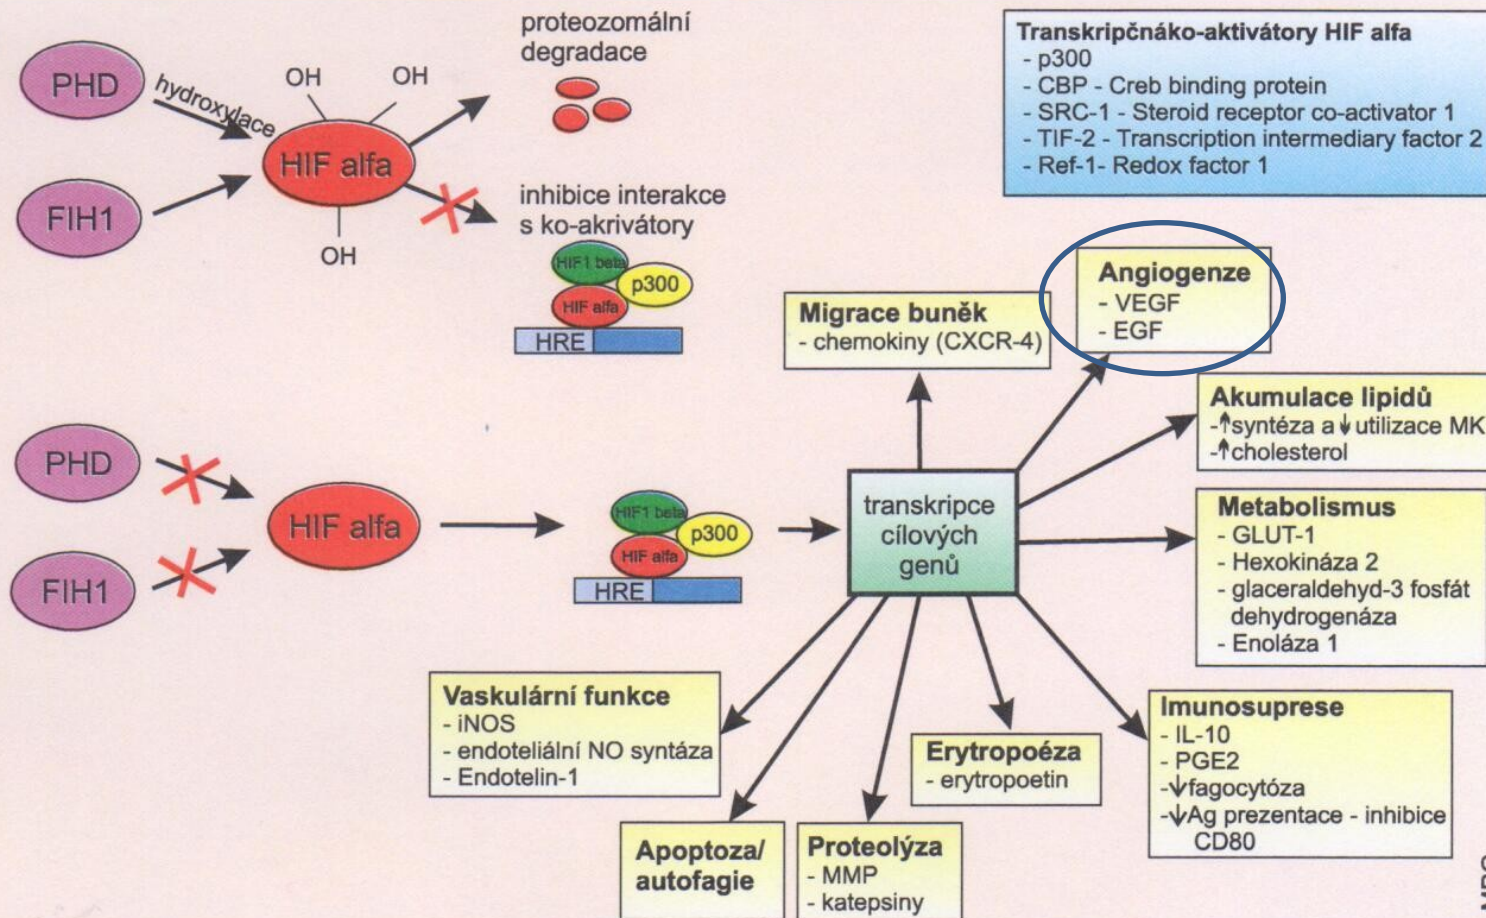 PHD
hydroxylace
FIH1
OH
OH
HIF alfa
OH
proteozomální
degradace
inhibice interakce
s ko-akrivátory
HIF1 beta
p300
HIF alfa
HRE
Transkripčnáko-aktivátory HIF alfa
- p300
- CBP - Creb binding protein
- SRC-1 - Steroid receptor co-activator 1
- TIF-2 - Transcription intermediary factor 2
- Ref-1- Redox factor 1
PHD
FIH1
HIF alfa
HIF1 beta
p300
HIF alfa
HRE
transkripce
cílových
genů
Migrace buněk
- chemokiny (CXCR-4)
Angiogenze
- VEGF
- EGF
Akumulace lipidů
-↑syntéza a↓utilizace MK
-↑cholesterol
Metabolismus
- GLUT-1
- Hexokináza 2
- glaceraldehyd-3 fosfát
dehydrogenáza
- Enoláza 1
Imunosuprese
- IL-10
- PGE2
-↓fagocytóza
-↓Ag prezentace - inhibice
CD80
Erytropoéza
- erytropoetin
Proteolýza
- MMP
- katepsiny
Apoptoza/
autofagie
Vaskulární funkce
- iNOS
- endoteliální NO syntáza
- Endotelin-1